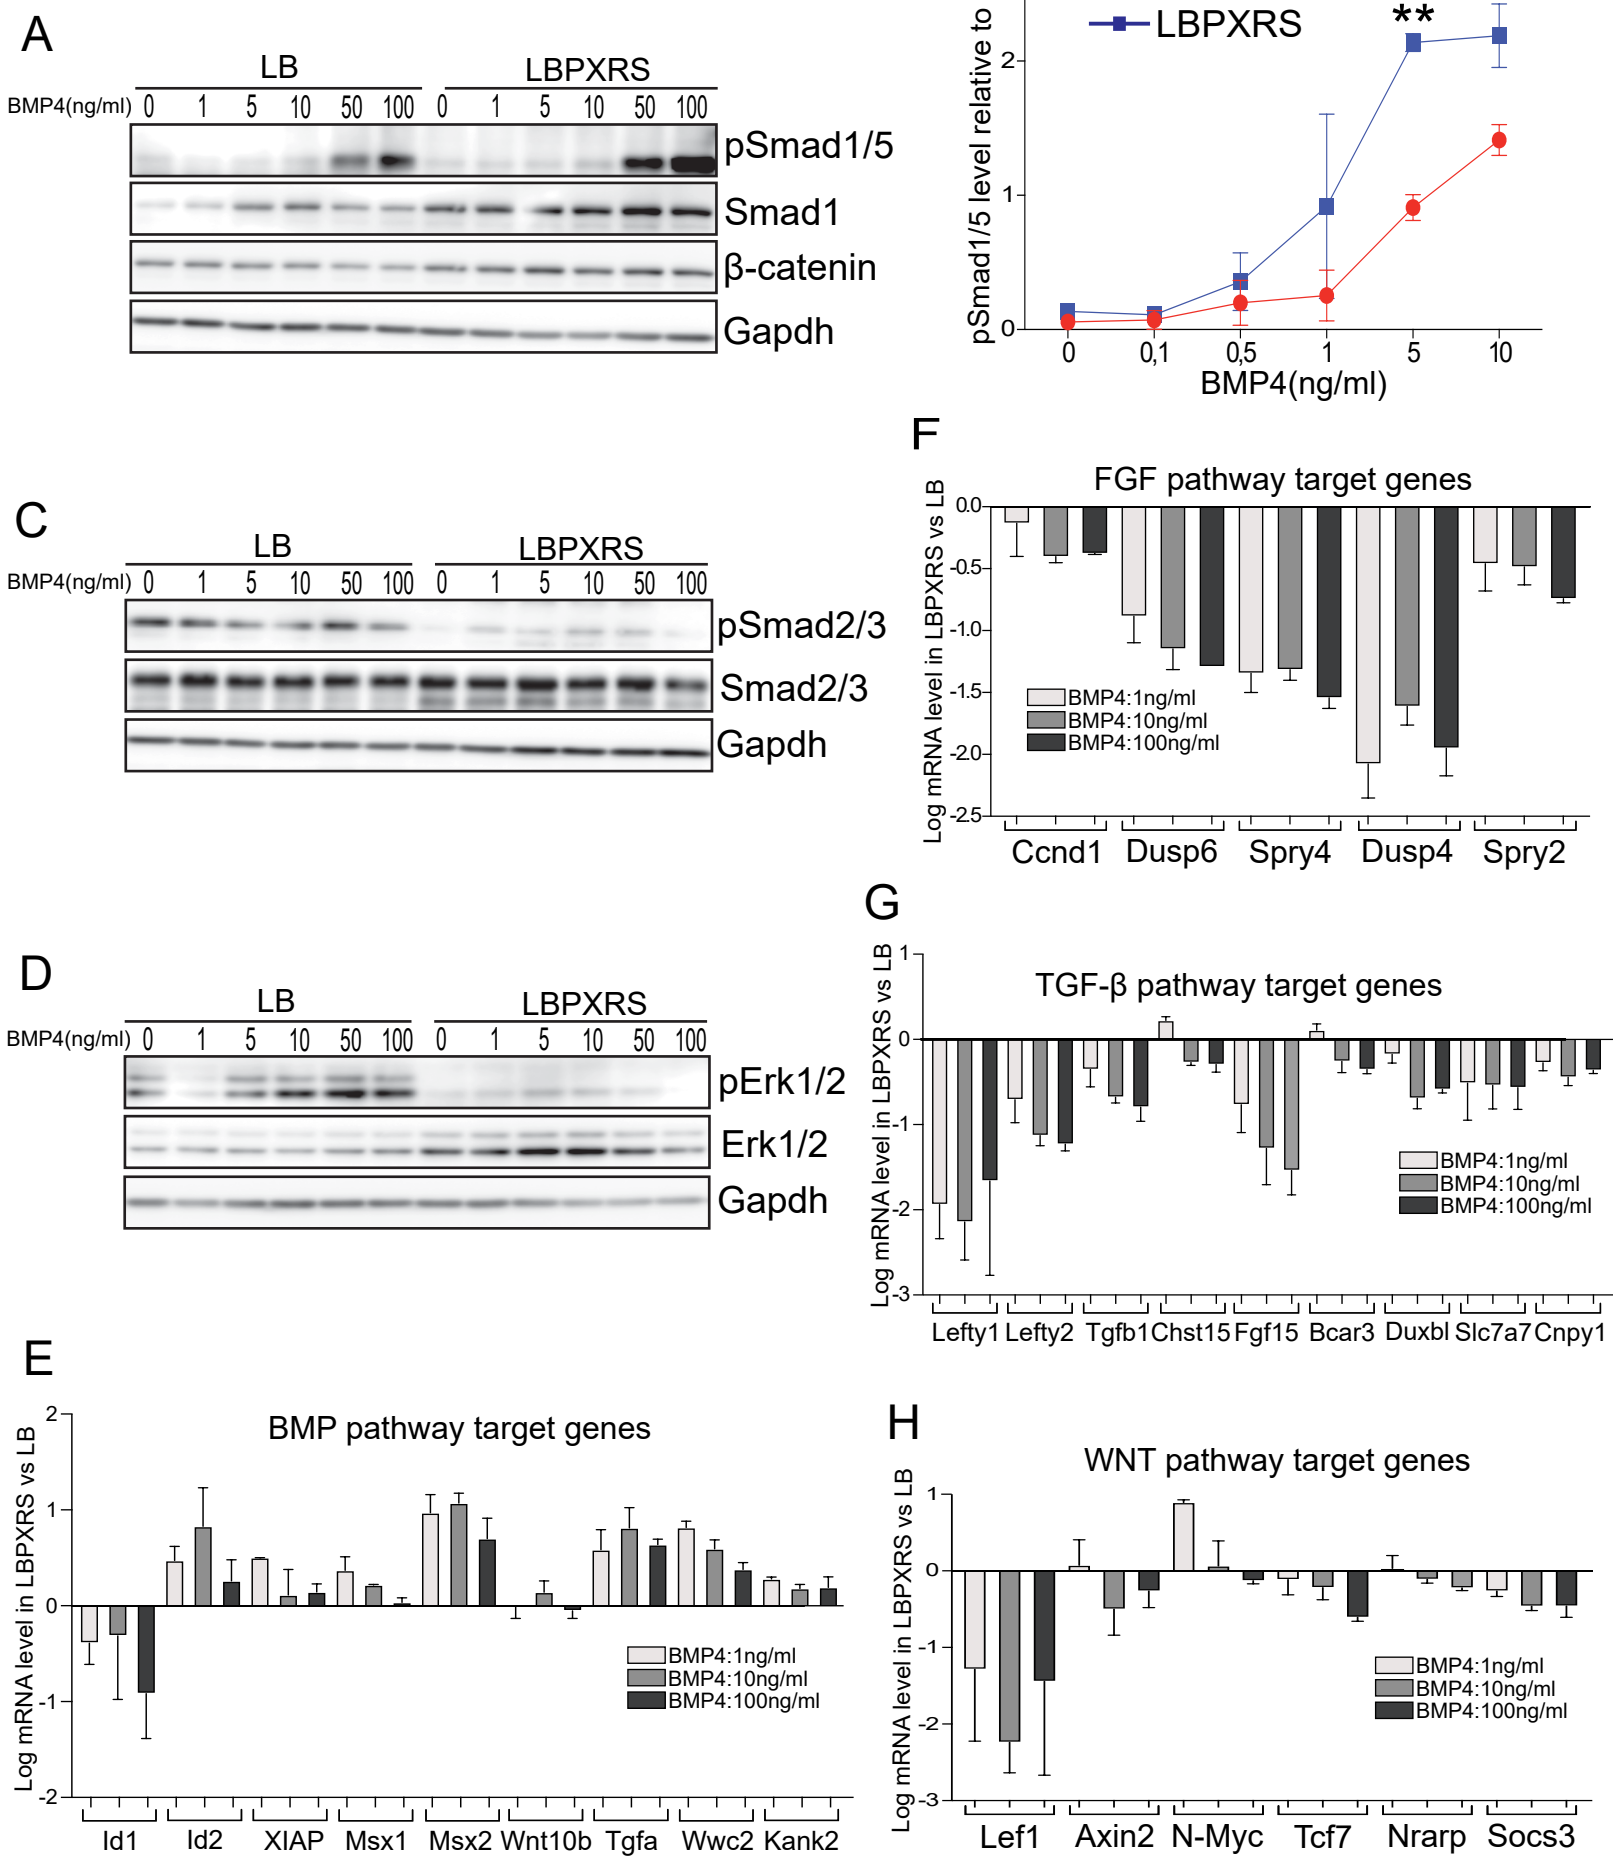 A
LB
LBPXRS
BMP4(ng/ml) 0 1 5 10 50 100 0 1 5 10 50 100
pSmad1/5
Smad1
β-catenin
Gapdh
LBPXRS
**
pSmad1/5 level relative to
2
1
0
0 0,1 0,5 1 5 10
BMP4(ng/ml)
C
LB
LBPXRS
BMP4(ng/ml) 0 1 5 10 50 100 0 1 5 10 50 100
pSmad2/3
Smad2/3
Gapdh
F
FGF pathway target genes
Log mRNA level in LBPXRS vs LB
0.0
-0.5
-1.0
-1.5
-2.0
-2.5
BMP4:1ng/ml
BMP4:10ng/ml
BMP4:100ng/ml
Ccnd1 Dusp6 Spry4 Dusp4 Spry2
D
LB
LBPXRS
BMP4(ng/ml) 0 1 5 10 50 100 0 1 5 10 50 100
pErk1/2
Erk1/2
Gapdh
G
TGF-β pathway target genes
Log mRNA level in LBPXRS vs LB
1
0
-1
-2
-3
BMP4:1ng/ml
BMP4:10ng/ml
BMP4:100ng/ml
Lefty1 Lefty2 Tgfb1 Chst15 Fgf15 Bcar3 Duxbl Slc7a7 Cnpy1
E
BMP pathway target genes
Log mRNA level in LBPXRS vs LB
2
1
0
-1
-2
BMP4:1ng/ml
BMP4:10ng/ml
BMP4:100ng/ml
Id1 Id2 XIAP Msx1 Msx2 Wnt10b Tgfa Wwc2 Kank2
H
WNT pathway target genes
Log mRNA level in LBPXRS vs LB
1
0
-1
-2
-3
BMP4:1ng/ml
BMP4:10ng/ml
BMP4:100ng/ml
Lef1 Axin2 N-Myc Tcf7 Nrarp Socs3